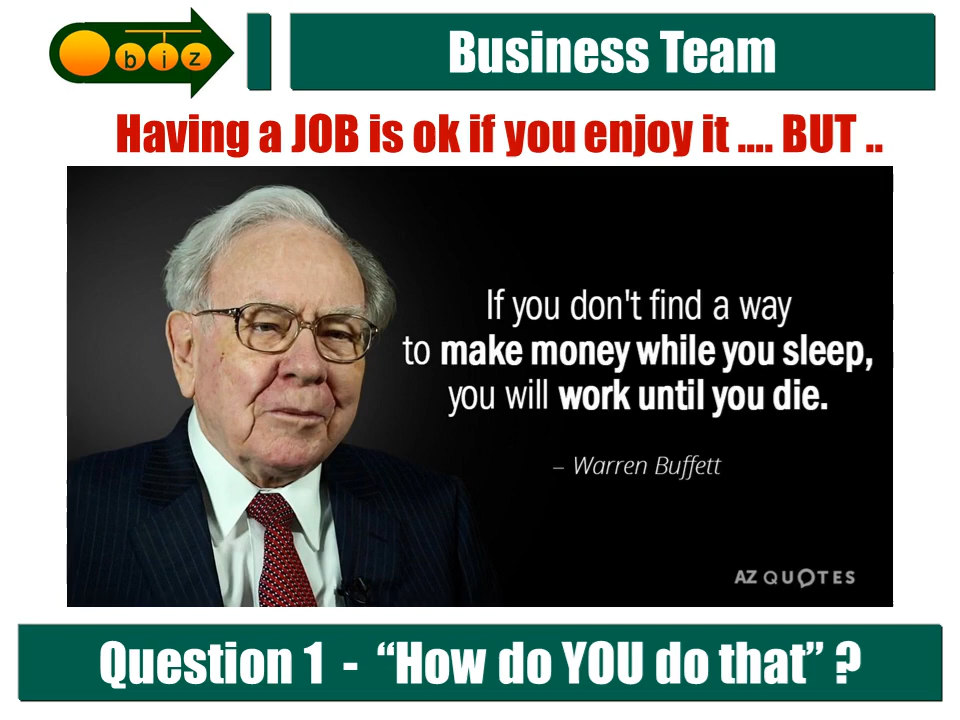 b i z
Business Team
Having a JOB is ok if you enjoy it .... BUT ..
If you don't find a way
to make money while you sleep,
you will work until you die.
– Warren Buffett
AZ QUOTES
Question 1 - “How do YOU do that” ?